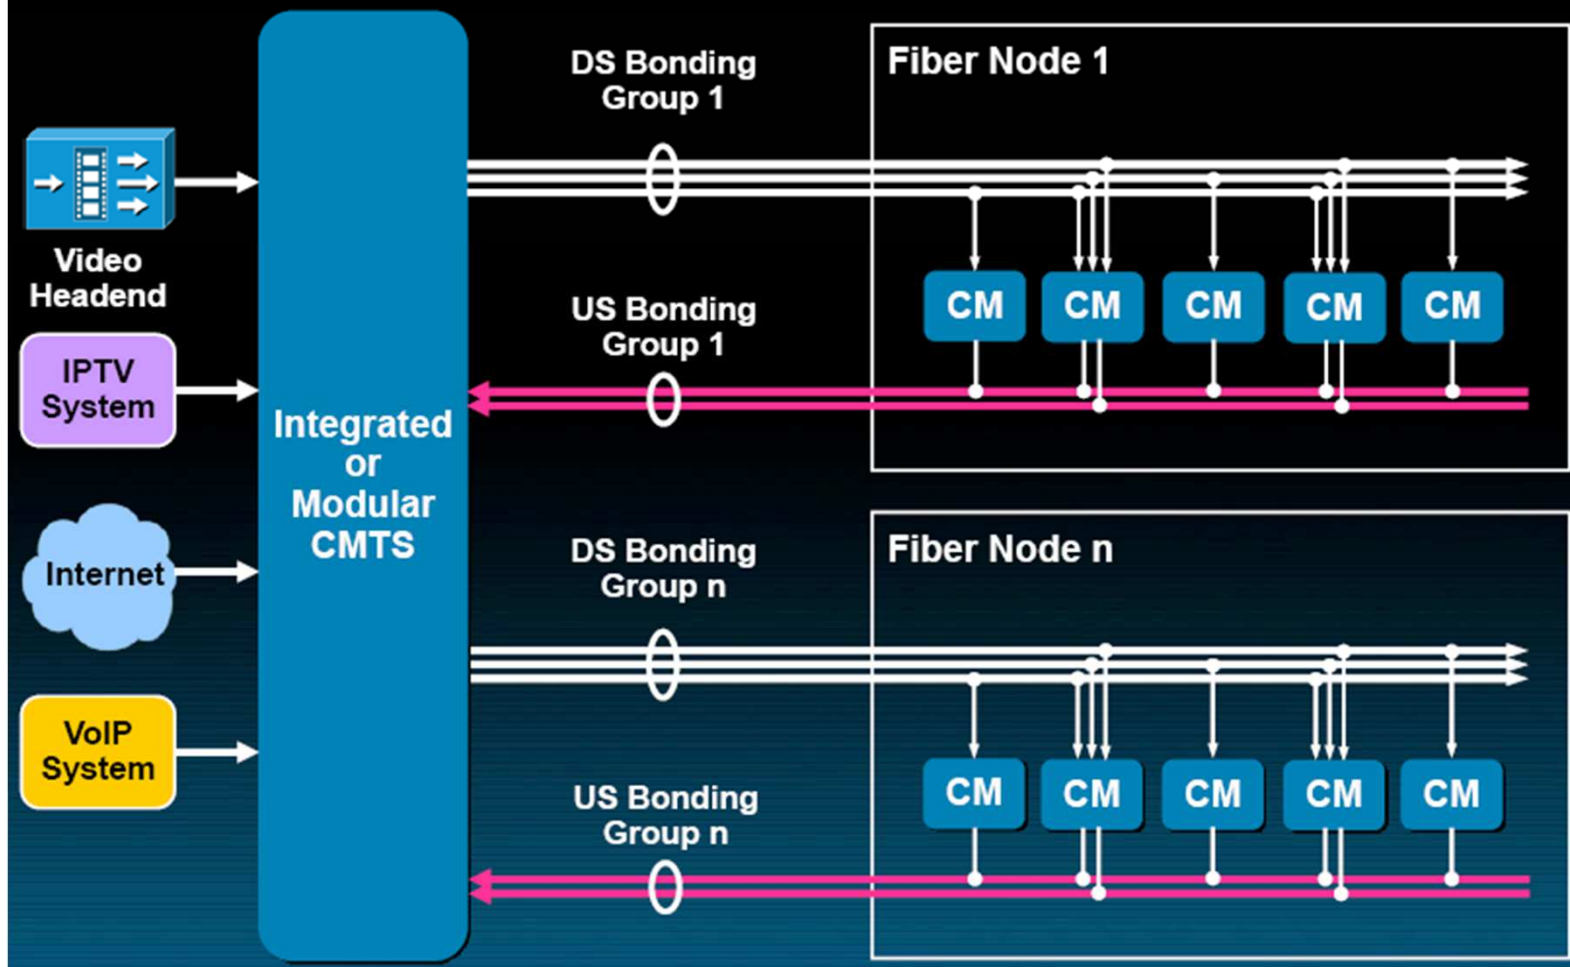 Video
Headend
IPTV
System
Internet
VoIP
System
Integrated
or
Modular
CMTS
DS Bonding
Group 1
US Bonding
Group 1
Fiber Node 1
CM
CM
CM
CM
CM
DS Bonding
Group n
US Bonding
Group n
Fiber Node n
CM
CM
CM
CM
CM